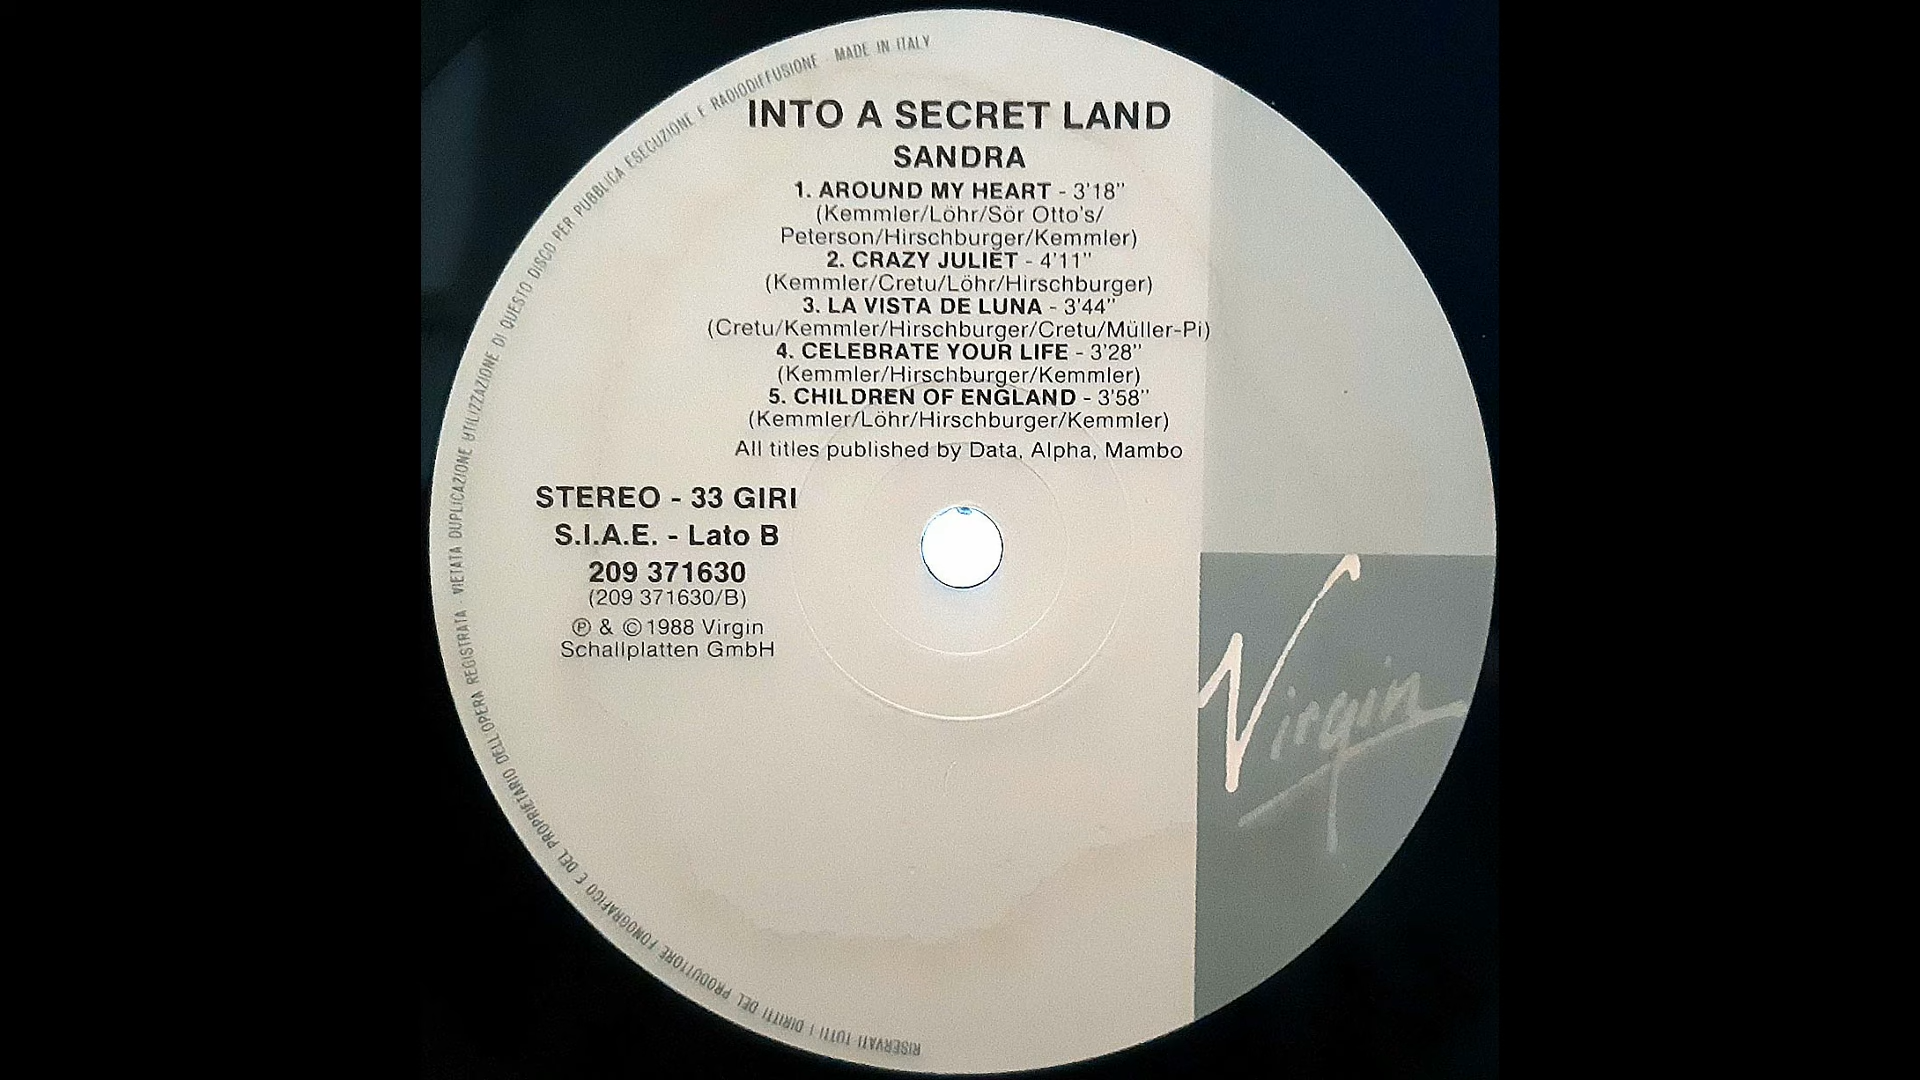 RISERVATI TUTTI I DIRITTI DEL PRODUTTORE FONOGRAFICO E DEL PROPRIETARIO DELL'OPERA REGISTRATA - VIETATA DUPLICAZIONE UTILIZZAZIONE DI QUESTO DISCO PER PUBBLICA ESECUZIONE E RADIODIFFUSIONE - MADE IN ITALY
INTO A SECRET LAND
SANDRA
1. AROUND MY HEART - 3'18"
(Kemmler/Löhr/Sör Otto's/
Peterson/Hirschburger/Kemmler)
2. CRAZY JULIET - 4'11"
(Kemmler/Cretu/Löhr/Hirschburger)
3. LA VISTA DE LUNA - 3'44"
(Cretu/Kemmler/Hirschburger/Cretu/Müller-Pi)
4. CELEBRATE YOUR LIFE - 3'28"
(Kemmler/Hirschburger/Kemmler)
5. CHILDREN OF ENGLAND - 3'58"
(Kemmler/Löhr/Hirschburger/Kemmler)
All titles published by Data, Alpha, Mambo
STEREO - 33 GIRI
S.I.A.E. - Lato B
209 371630
(209 371630/B)
℗ & © 1988 Virgin
Schallplatten GmbH
Virgin